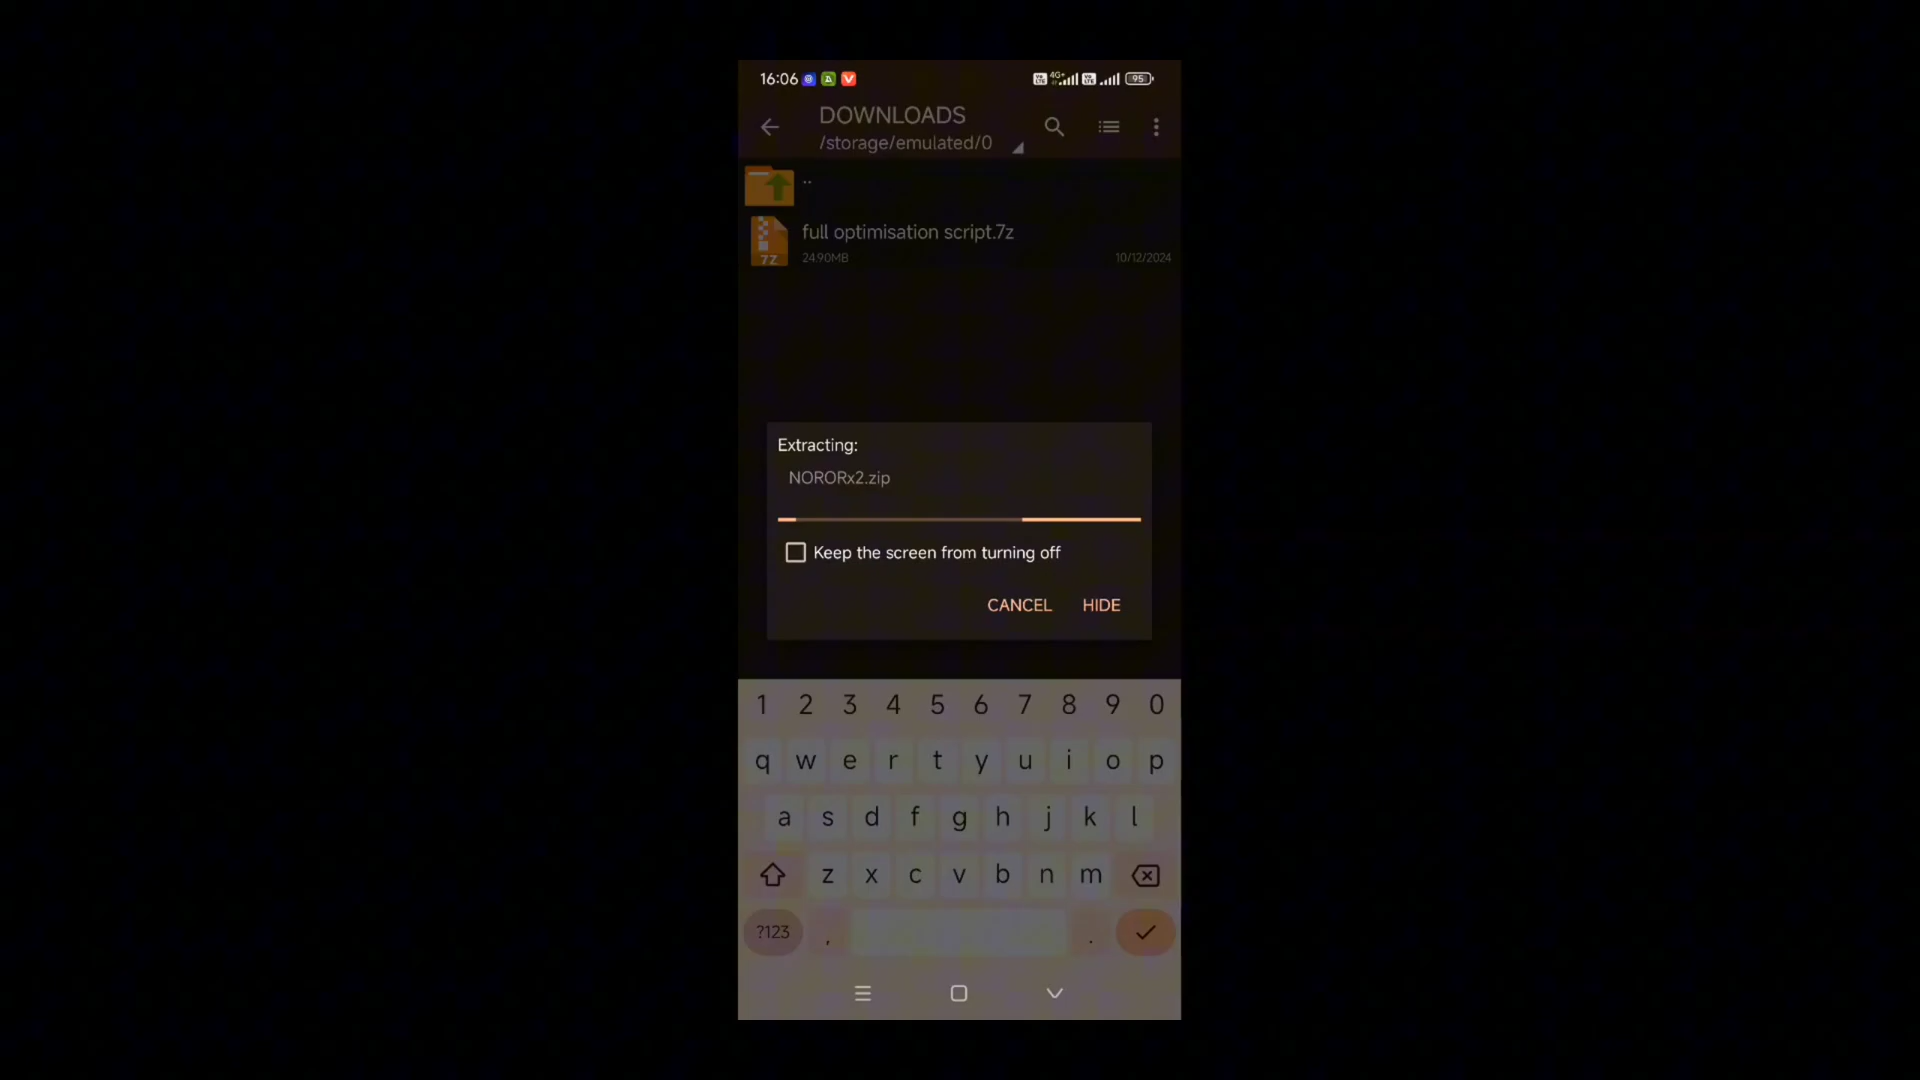 16:06
4G+
95
DOWNLOADS
/storage/emulated/0
..
full optimisation script.7z
7Z
24.90MB
10/12/2024
Extracting:
NORORx2.zip
Keep the screen from turning off
CANCEL HIDE
1 2 3 4 5 6 7 8 9 0
q w e r t y u i o p
a s d f g h j k l
z x c v b n m
?123 , .